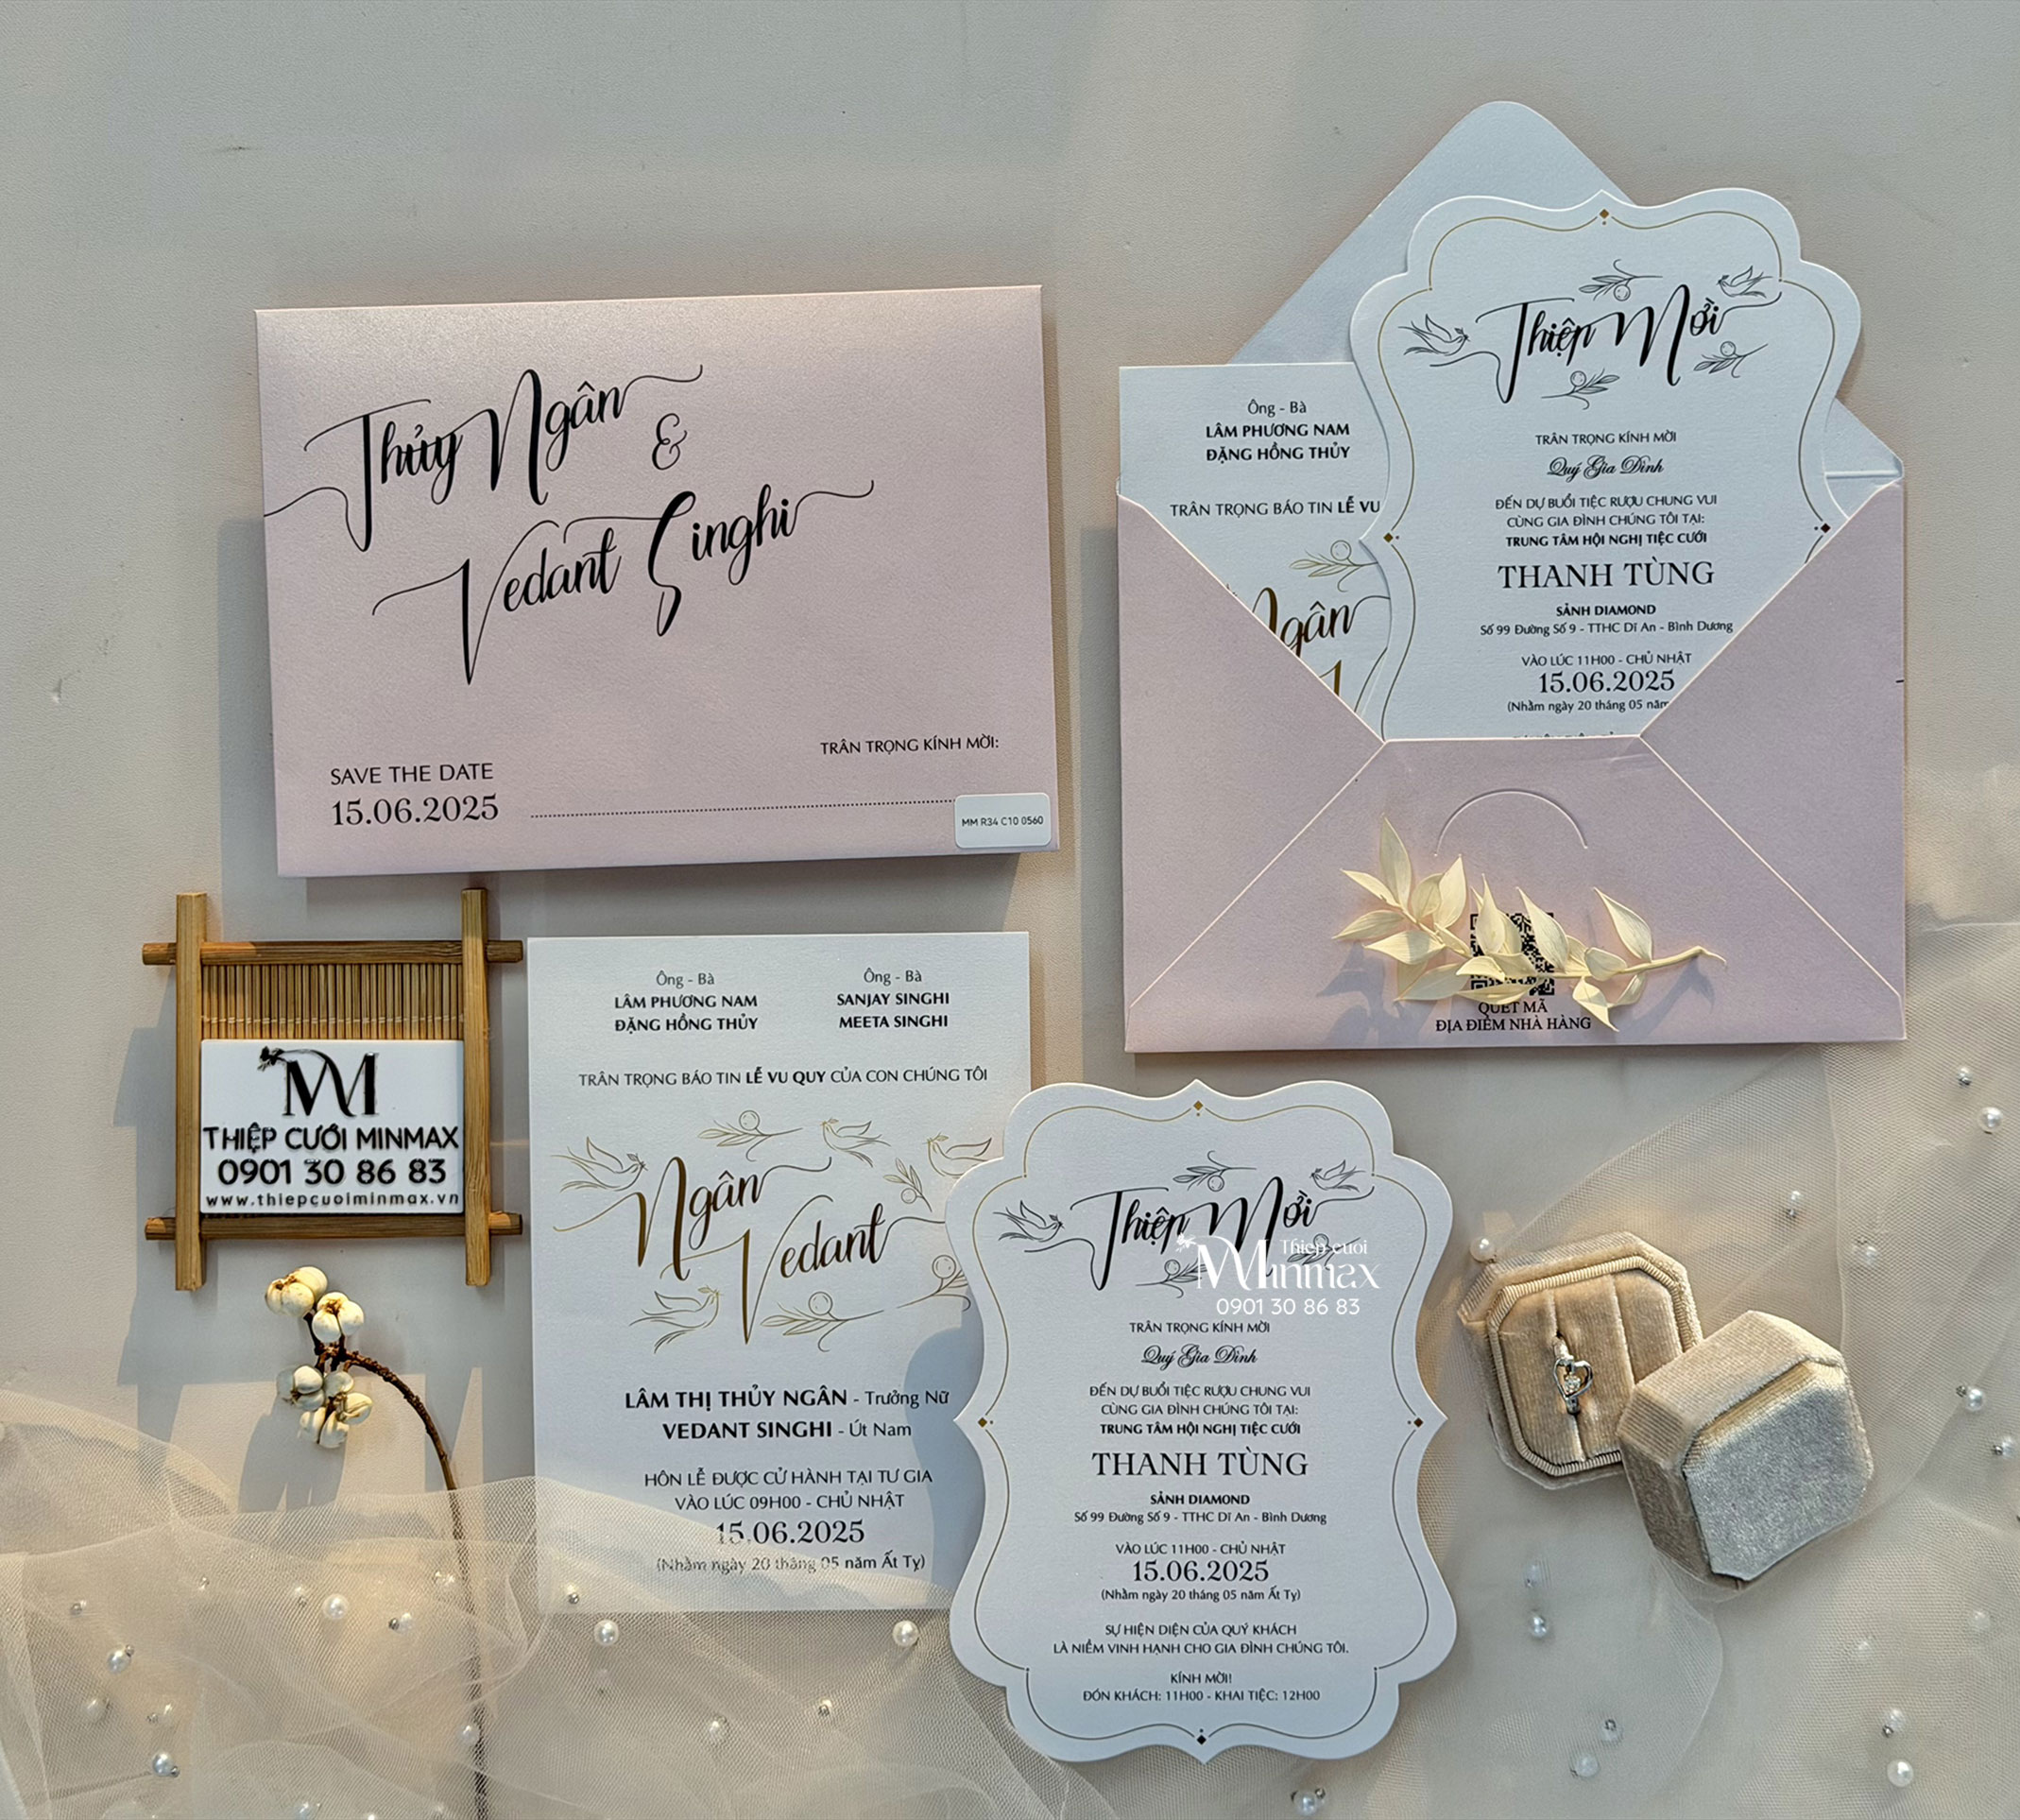 Thủy Ngân
&
Vedant Singhi
TRÂN TRỌNG KÍNH MỜI:
SAVE THE DATE
15.06.2025
MM R34 C10 0560
Ông - Bà
LÂM PHƯƠNG NAM
ĐẶNG HỒNG THỦY
TRÂN TRỌNG BÁO TIN LỄ VU
Ngân
Thiệp Mời
TRÂN TRỌNG KÍNH MỜI
Quý Gia Đình
ĐẾN DỰ BUỔI TIỆC RƯỢU CHUNG VUI
CÙNG GIA ĐÌNH CHÚNG TÔI TẠI:
TRUNG TÂM HỘI NGHỊ TIỆC CƯỚI
THANH TÙNG
SẢNH DIAMOND
Số 99 Đường Số 9 - TTHC Dĩ An - Bình Dương
VÀO LÚC 11H00 - CHỦ NHẬT
15.06.2025
(Nhằm ngày 20 tháng 05 năm
QUÉT MÃ
ĐỊA ĐIỂM NHÀ HÀNG
M
THIỆP CƯỚI MINMAX
0901 30 86 83
www.thiepcuoiminmax.vn
Ông - Bà
LÂM PHƯƠNG NAM
ĐẶNG HỒNG THỦY
Ông - Bà
SANJAY SINGHI
MEETA SINGHI
TRÂN TRỌNG BÁO TIN LỄ VU QUY CỦA CON CHÚNG TÔI
Ngân
Vedant
LÂM THỊ THỦY NGÂN - Trưởng Nữ
VEDANT SINGHI - Út Nam
HÔN LỄ ĐƯỢC CỬ HÀNH TẠI TƯ GIA
VÀO LÚC 09H00 - CHỦ NHẬT
15.06.2025
(Nhằm ngày 20 tháng 05 năm Ất Tỵ)
Thiệp Mời
Thiep cuoi
Minmax
0901 30 86 83
TRÂN TRỌNG KÍNH MỜI
Quý Gia Đình
ĐẾN DỰ BUỔI TIỆC RƯỢU CHUNG VUI
CÙNG GIA ĐÌNH CHÚNG TÔI TẠI:
TRUNG TÂM HỘI NGHỊ TIỆC CƯỚI
THANH TÙNG
SẢNH DIAMOND
Số 99 Đường Số 9 - TTHC Dĩ An - Bình Dương
VÀO LÚC 11H00 - CHỦ NHẬT
15.06.2025
(Nhằm ngày 20 tháng 05 năm Ất Tỵ)
SỰ HIỆN DIỆN CỦA QUÝ KHÁCH
LÀ NIỀM VINH HẠNH CHO GIA ĐÌNH CHÚNG TÔI.
KÍNH MỜI!
ĐÓN KHÁCH: 11H00 - KHAI TIỆC: 12H00